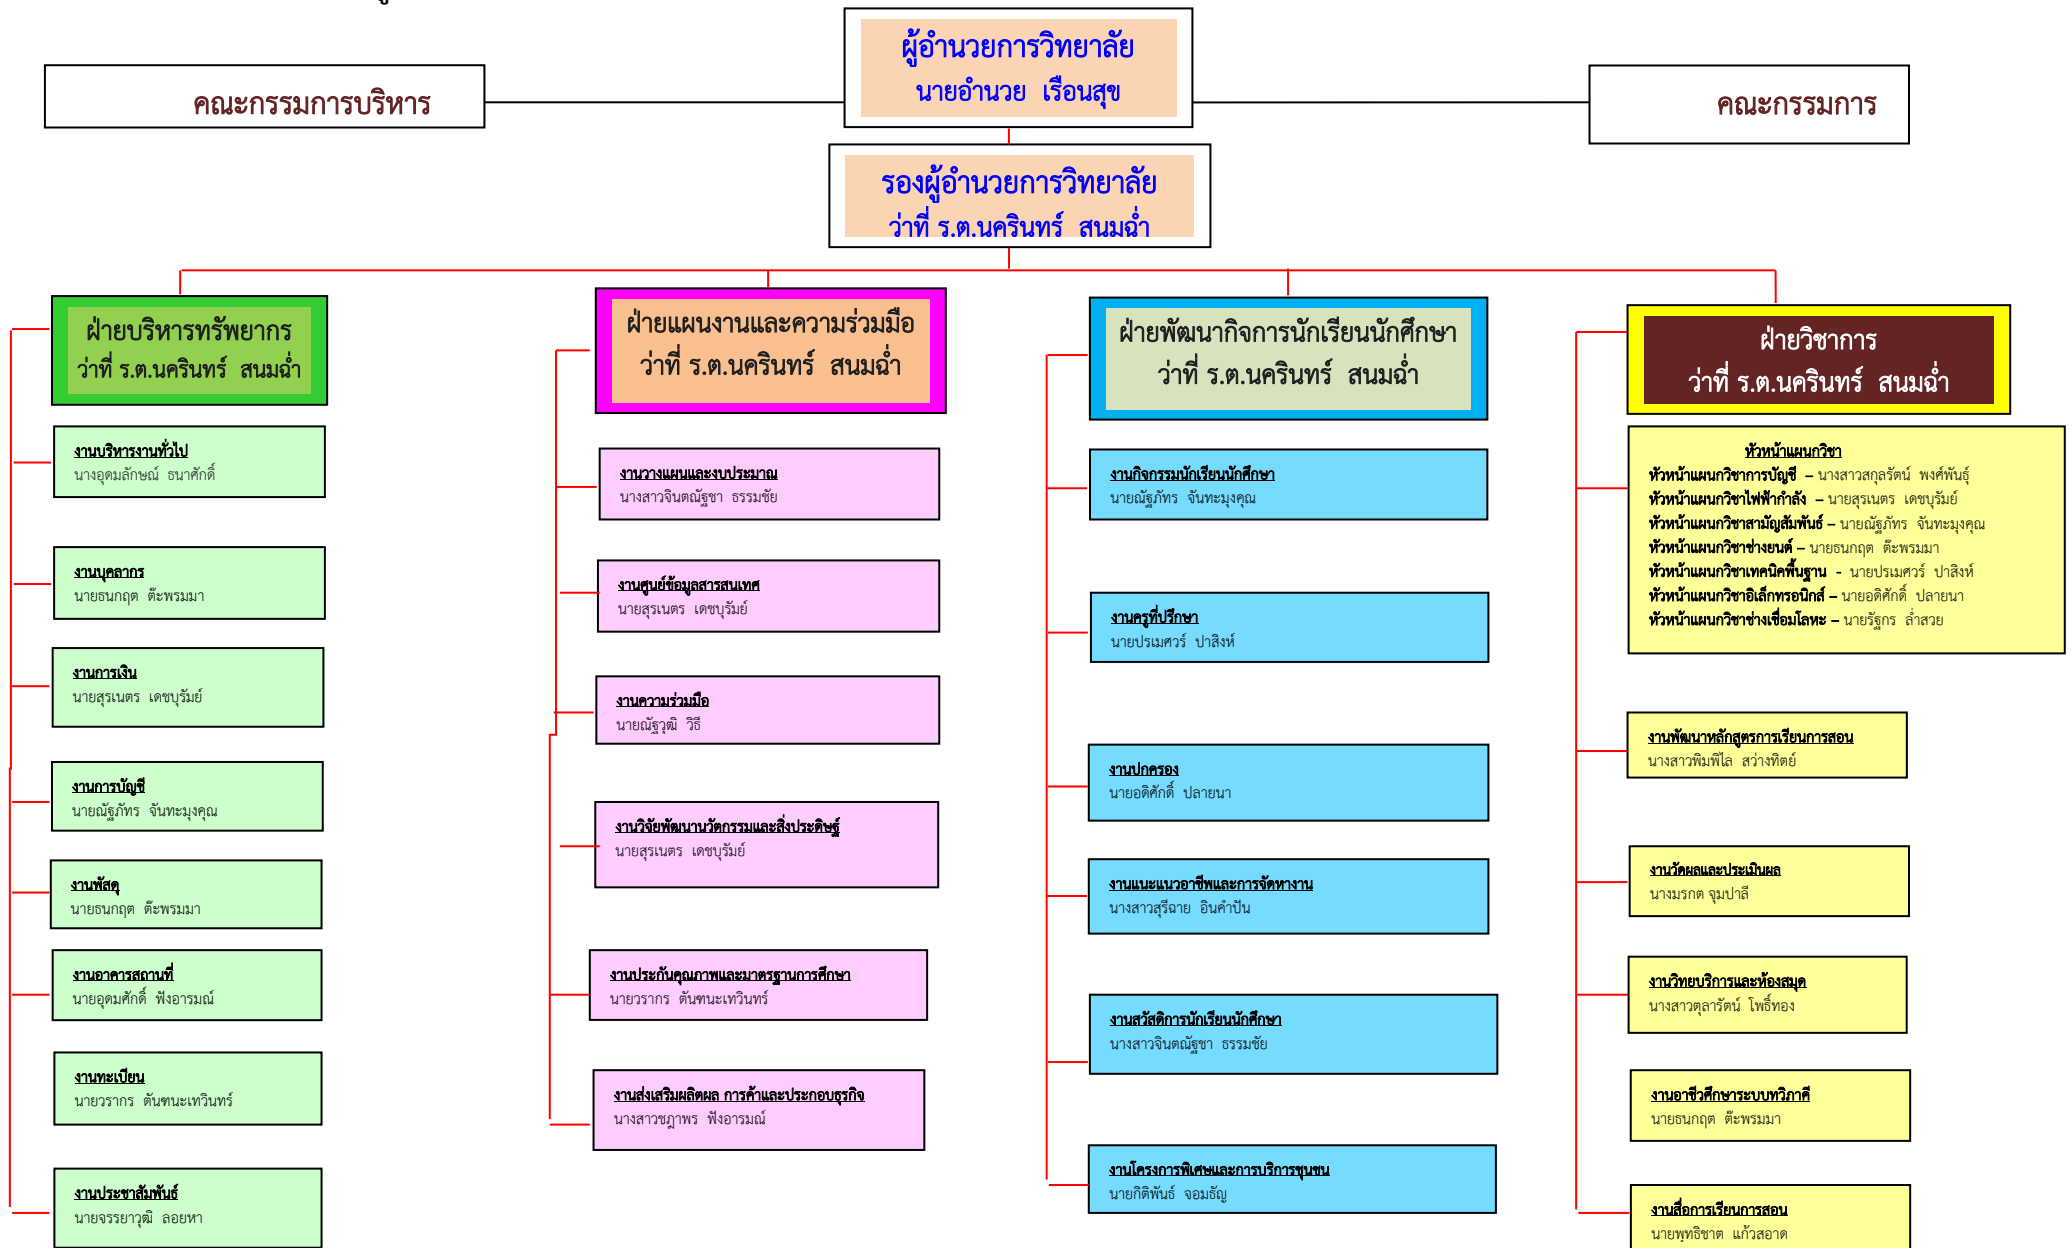 ผู้อำนวยการวิทยาลัย
นายอำนวย เรือนสุข
คณะกรรมการบริหาร
คณะกรรมการ
รองผู้อำนวยการวิทยาลัย
ว่าที่ ร.ต.นครินทร์ สนมฉ่ำ
ฝ่ายบริหารทรัพยากร
ว่าที่ ร.ต.นครินทร์ สนมฉ่ำ
งานบริหารงานทั่วไป
นางอุดมลักษณ์ ธนาศักดิ์
งานบุคลากร
นายธนกฤต ต๊ะพรมมา
งานการเงิน
นายสุรเนตร เดชบุรัมย์
งานการบัญชี
นายณัฐภัทร จันทะมุงคุณ
งานพัสดุ
นายธนกฤต ต๊ะพรมมา
งานอาคารสถานที่
นายอุดมศักดิ์ ฟังอารมณ์
งานทะเบียน
นายวรากร ตันฑนะเทวินทร์
งานประชาสัมพันธ์
นายจรรยาวุฒิ ลอยหา
ฝ่ายแผนงานและความร่วมมือ
ว่าที่ ร.ต.นครินทร์ สนมฉ่ำ
งานวางแผนและงบประมาณ
นางสาวจินตณัฐชา ธรรมชัย
งานศูนย์ข้อมูลสารสนเทศ
นายสุรเนตร เดชบุรัมย์
งานความร่วมมือ
นายณัฐวุฒิ วิธี
งานวิจัยพัฒนานวัตกรรมและสิ่งประดิษฐ์
นายสุรเนตร เดชบุรัมย์
งานประกันคุณภาพและมาตรฐานการศึกษา
นายวรากร ตันฑนะเทวินทร์
งานส่งเสริมผลิตผล การค้าและประกอบธุรกิจ
นางสาวชฎาพร ฟังอารมณ์
ฝ่ายพัฒนากิจการนักเรียนนักศึกษา
ว่าที่ ร.ต.นครินทร์ สนมฉ่ำ
งานกิจกรรมนักเรียนนักศึกษา
นายณัฐภัทร จันทะมุงคุณ
งานครูที่ปรึกษา
นายปรเมศวร์ ปาสิงห์
งานปกครอง
นายอดิศักดิ์ ปลายนา
งานแนะแนวอาชีพและการจัดหางาน
นางสาวสุรีฉาย อินคำปัน
งานสวัสดิการนักเรียนนักศึกษา
นางสาวจินตณัฐชา ธรรมชัย
งานโครงการพิเศษและการบริการชุมชน
นายกิติพันธ์ จอมธัญ
ฝ่ายวิชาการ
ว่าที่ ร.ต.นครินทร์ สนมฉ่ำ
หัวหน้าแผนกวิชา
หัวหน้าแผนกวิชาการบัญชี – นางสาวสกุลรัตน์ พงศ์พันธุ์
หัวหน้าแผนกวิชาไฟฟ้ากำลัง – นายสุรเนตร เดชบุรัมย์
หัวหน้าแผนกวิชาสามัญสัมพันธ์ – นายณัฐภัทร จันทะมุงคุณ
หัวหน้าแผนกวิชาช่างยนต์ – นายธนกฤต ต๊ะพรมมา
หัวหน้าแผนกวิชาเทคนิคพื้นฐาน - นายปรเมศวร์ ปาสิงห์
หัวหน้าแผนกวิชาอิเล็กทรอนิกส์ – นายอดิศักดิ์ ปลายนา
หัวหน้าแผนกวิชาช่างเชื่อมโลหะ – นายรัฐกร ล่ำสวย
งานพัฒนาหลักสูตรการเรียนการสอน
นางสาวพิมพิไล สว่างทิตย์
งานวัดผลและประเมินผล
นางมรกต จุมปาลี
งานวิทยบริการและห้องสมุด
นางสาวตุลารัตน์ โพธิ์ทอง
งานอาชีวศึกษาระบบทวิภาคี
นายธนกฤต ต๊ะพรมมา
งานสื่อการเรียนการสอน
นายพุทธิชาต แก้วสอาด